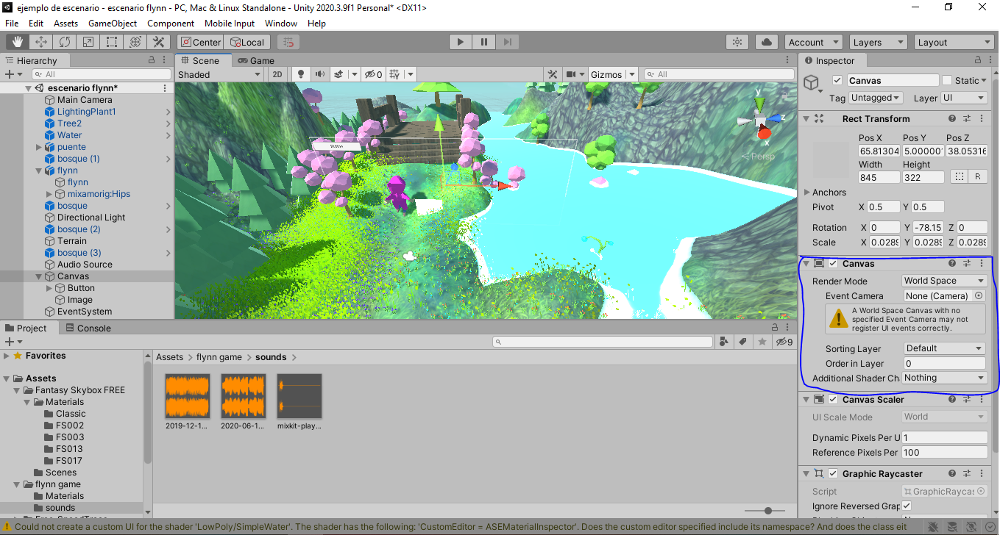 ejemplo de escenario - escenario flynn - PC, Mac & Linux Standalone - Unity 2020.3.9f1 Personal* <DX11>
File Edit Assets GameObject Component Mobile Input Window Help
Center Local Account Layers Layout
Hierarchy
All
escenario flynn*
Main Camera
LightingPlant1
Tree2
Water
puente
bosque (1)
flynn
flynn
mixamorig:Hips
bosque
Directional Light
bosque (2)
Terrain
bosque (3)
Audio Source
Canvas
Button
Image
EventSystem
Scene Game
Shaded 2D 0 Gizmos All
y
z
x
Persp
Button
Inspector
Canvas Static
Tag Untagged Layer UI
Rect Transform
Pos X Pos Y Pos Z
65.81304 5.00000 38.05316
Width Height
845 322
R
Anchors
Pivot X 0.5 Y 0.5
Rotation X 0 Y -78.15 Z 0
Scale X 0.0289 Y 0.0289 Z 0.0289
Canvas
Render Mode World Space
Event Camera None (Camera)
A World Space Canvas with no
specified Event Camera may not
register UI events correctly.
Sorting Layer Default
Order in Layer 0
Additional Shader Ch Nothing
Canvas Scaler
UI Scale Mode World
Dynamic Pixels Per U 1
Reference Pixels Per 100
Graphic Raycaster
Script GraphicRaycas
Ignore Reversed Grap
Project Console
9
Favorites
Assets
Fantasy Skybox FREE
Materials
Classic
FS002
FS003
FS013
FS017
Scenes
flynn game
Materials
sounds
Assets > flynn game > sounds >
2019-12-1... 2020-06-1... mixkit-play...
Could not create a custom UI for the shader 'LowPoly/SimpleWater'. The shader has the following: 'CustomEditor = ASEMaterialInspector'. Does the custom editor specified include its namespace? And does the class eit